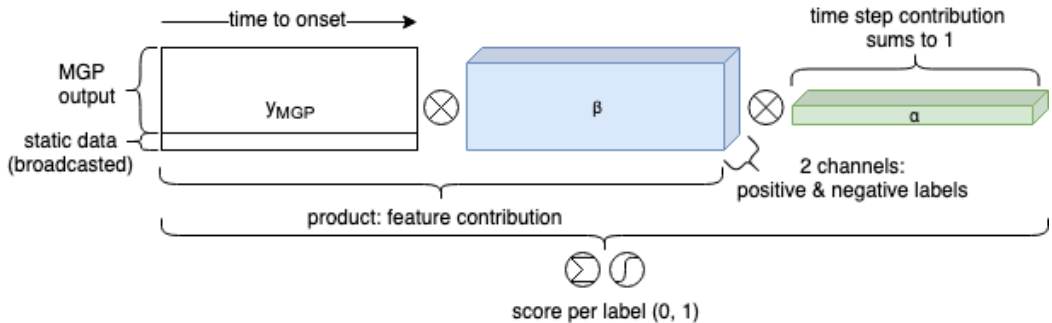 time to onset
time step contribution
sums to 1
MGP
output
yMGP
β
α
static data
(broadcasted)
2 channels:
positive & negative labels
product: feature contribution
score per label (0, 1)